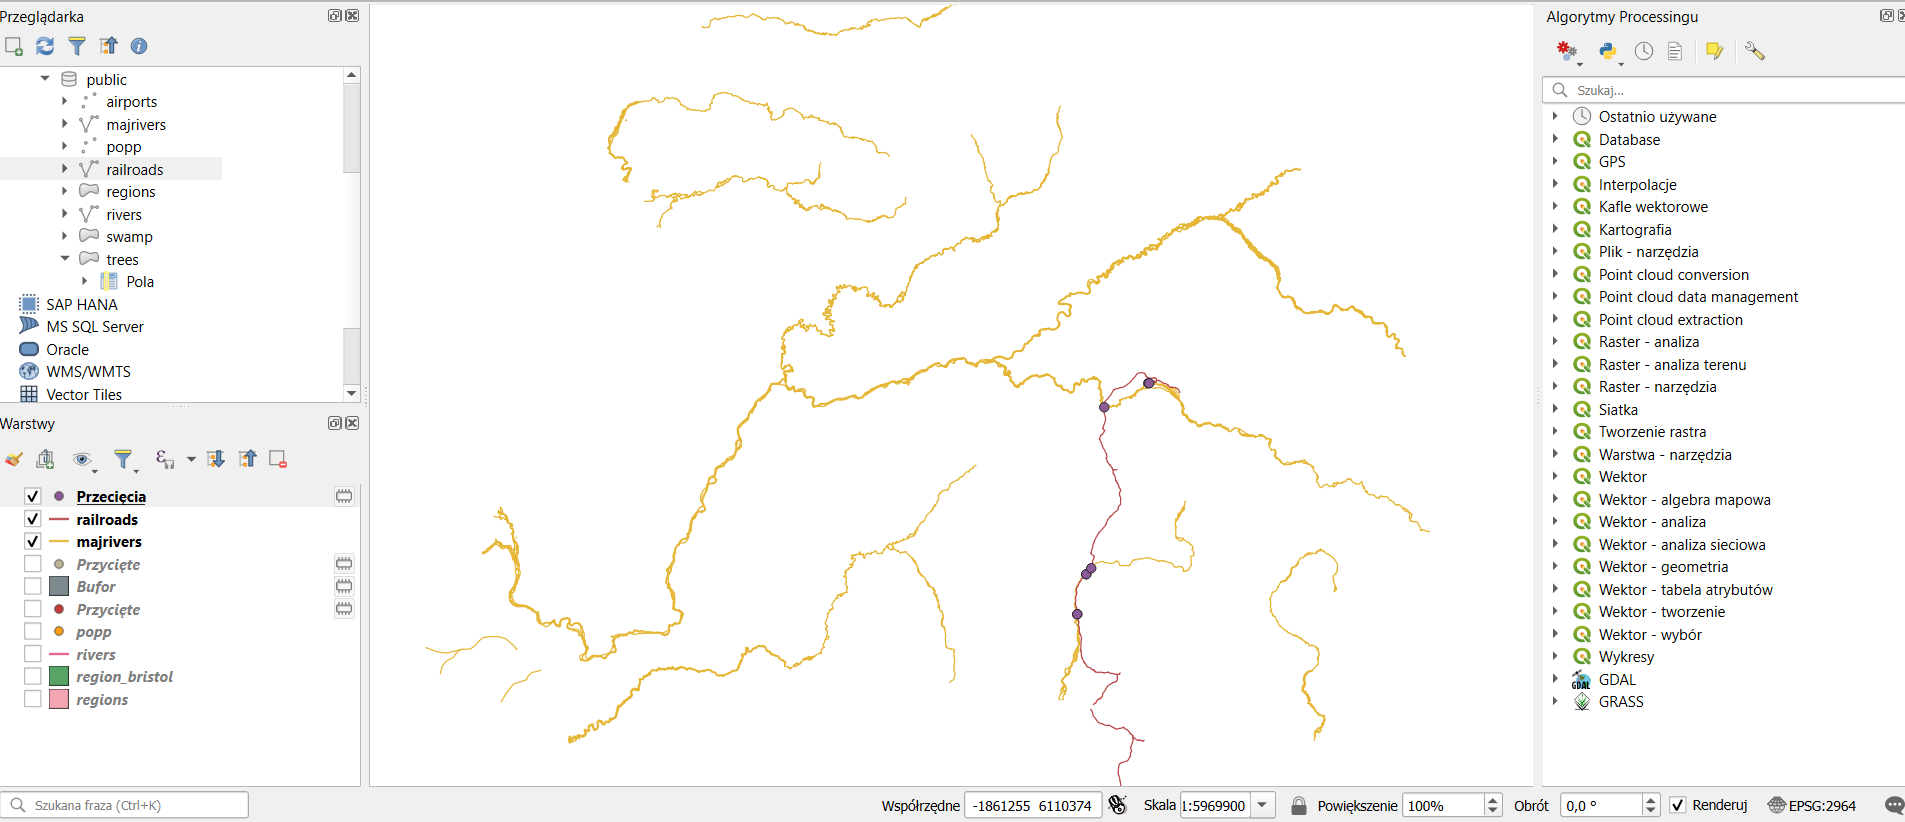 Przeglądarka
public
airports
majrivers
popp
railroads
regions
rivers
swamp
trees
Pola
SAP HANA
MS SQL Server
Oracle
WMS/WMTS
Vector Tiles
Warstwy
Przecięcia
railroads
majrivers
Przycięte
Bufor
Przycięte
popp
rivers
region_bristol
regions
Algorytmy Processingu
Szukaj...
Ostatnio używane
Database
GPS
Interpolacje
Kafle wektorowe
Kartografia
Plik - narzędzia
Point cloud conversion
Point cloud data management
Point cloud extraction
Raster - analiza
Raster - analiza terenu
Raster - narzędzia
Siatka
Tworzenie rastra
Warstwa - narzędzia
Wektor
Wektor - algebra mapowa
Wektor - analiza
Wektor - analiza sieciowa
Wektor - geometria
Wektor - tabela atrybutów
Wektor - tworzenie
Wektor - wybór
Wykresy
GDAL
GDAL
GRASS
Szukana fraza (Ctrl+K) Współrzędne -1861255 6110374 Skala 1:5969900 Powiększenie 100% Obrót 0,0 ° Renderuj EPSG:2964